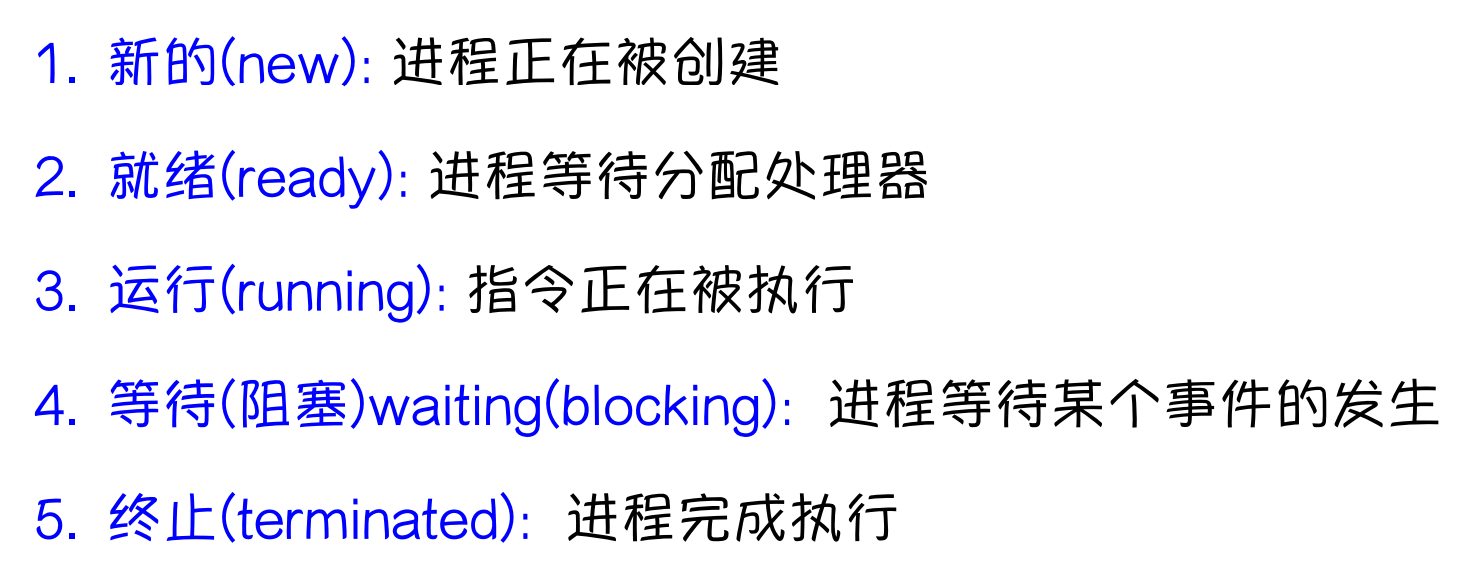 1. 新的(new): 进程正在被创建
2. 就绪(ready): 进程等待分配处理器
3. 运行(running): 指令正在被执行
4. 等待(阻塞)waiting(blocking): 进程等待某个事件的发生
5. 终止(terminated): 进程完成执行